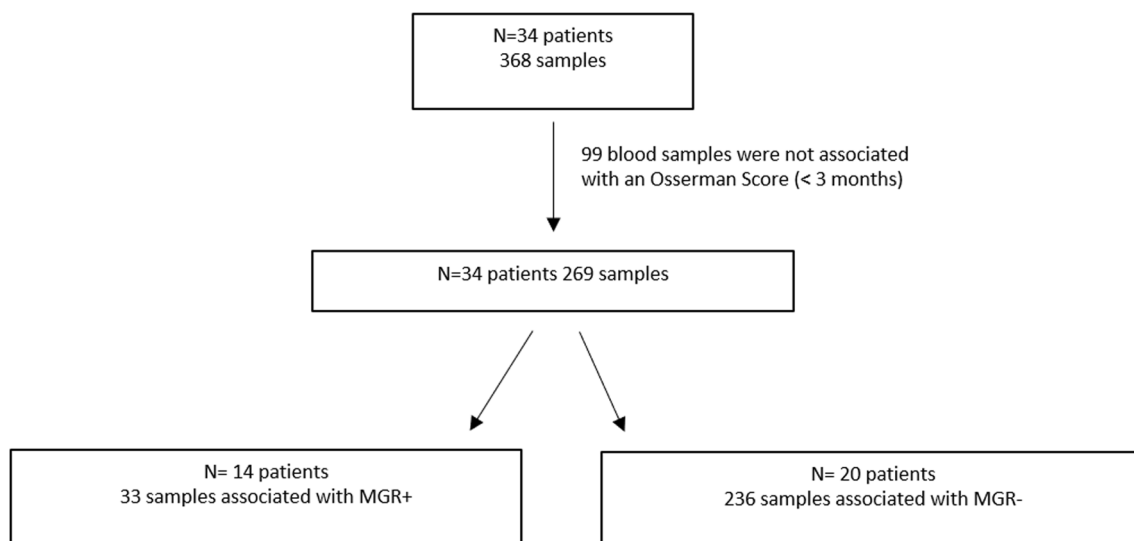 N=34 patients
368 samples
99 blood samples were not associated
with an Osserman Score (< 3 months)
N=34 patients 269 samples
N= 14 patients
33 samples associated with MGR+
N= 20 patients
236 samples associated with MGR-